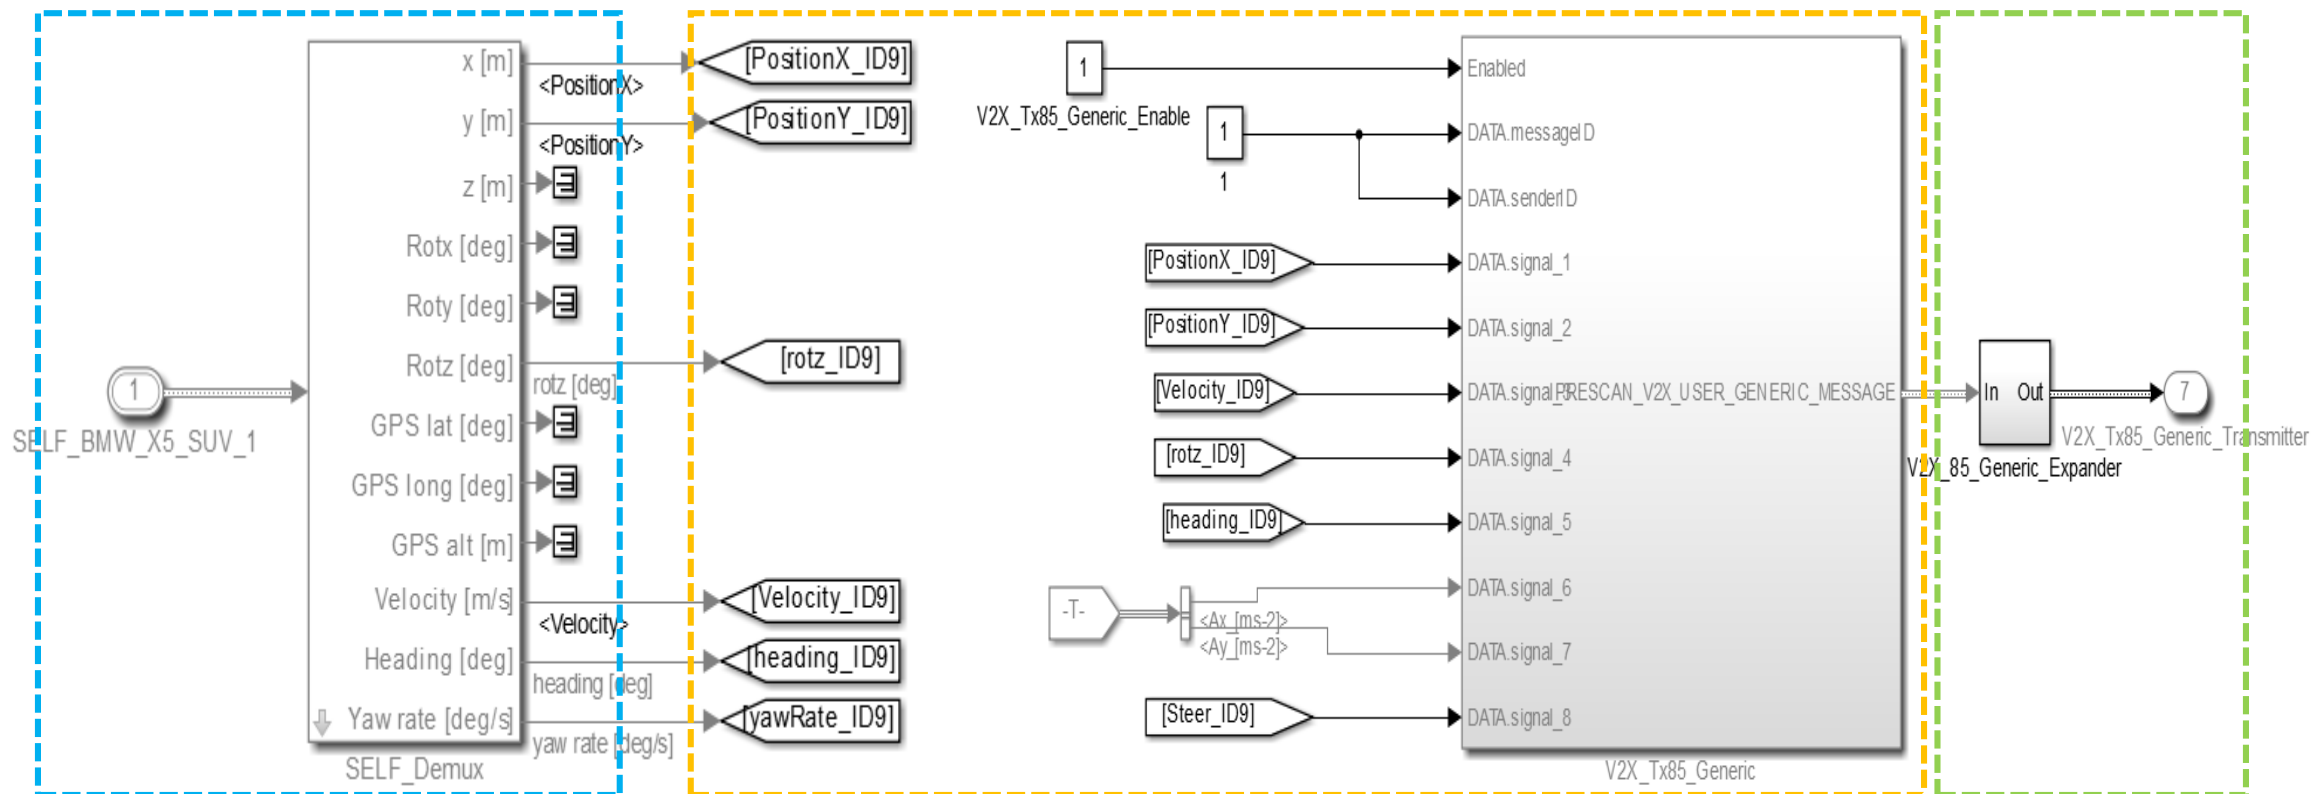 x [m]
<PositionX>
[PositionX_ID9]
y [m]
<PositionY>
[PositionY_ID9]
z [m]
Rotx [deg]
Roty [deg]
Rotz [deg]
rotz [deg]
[rotz_ID9]
1
SELF_BMW_X5_SUV_1
GPS lat [deg]
GPS long [deg]
GPS alt [m]
Velocity [m/s]
<Velocity>
[Velocity_ID9]
Heading [deg]
heading [deg]
[heading_ID9]
Yaw rate [deg/s]
yaw rate [deg/s]
[yawRate_ID9]
SELF_Demux
1
V2X_Tx85_Generic_Enable
1
1
[PositionX_ID9]
[PositionY_ID9]
[Velocity_ID9]
[rotz_ID9]
[heading_ID9]
-T-
<Ax_[ms-2]>
<Ay_[ms-2]>
[Steer_ID9]
Enabled
DATA.messageID
DATA.senderID
DATA.signal_1
DATA.signal_2
DATA.signal_3
PRESCAN_V2X_USER_GENERIC_MESSAGE
DATA.signal_4
DATA.signal_5
DATA.signal_6
DATA.signal_7
DATA.signal_8
V2X_Tx85_Generic
In Out
V2X_85_Generic_Expander
7
V2X_Tx85_Generic_Transmitter